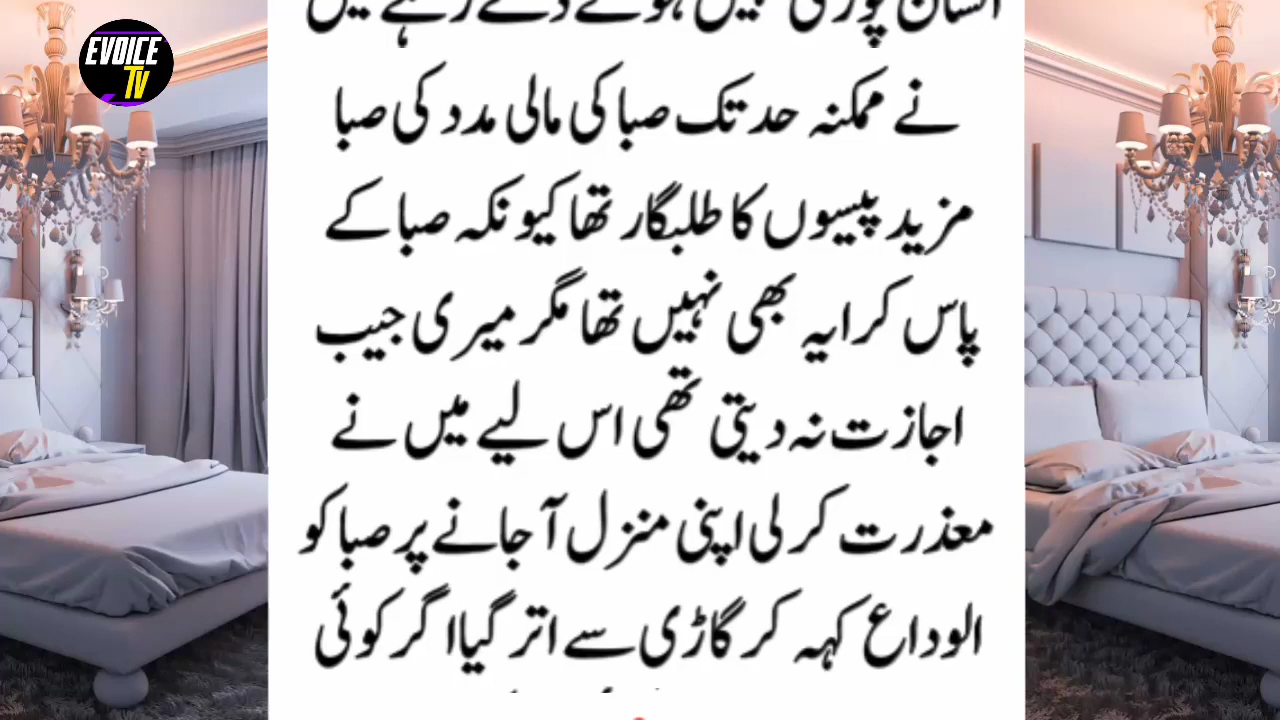 EVOICE
TV
نے ممکنہ حد تک صبا کی مالی مدد کی صبا
مزید پیسوں کا طلبگار تھا کیونکہ صبا کے
پاس کرایہ بھی نہیں تھا مگر میری جیب
اجازت نہ دیتی تھی اس لیے میں نے
معذرت کر لی اپنی منزل آ جانے پر صبا کو
الوداع کہہ کر گاڑی سے اتر گیا اگر کوئی